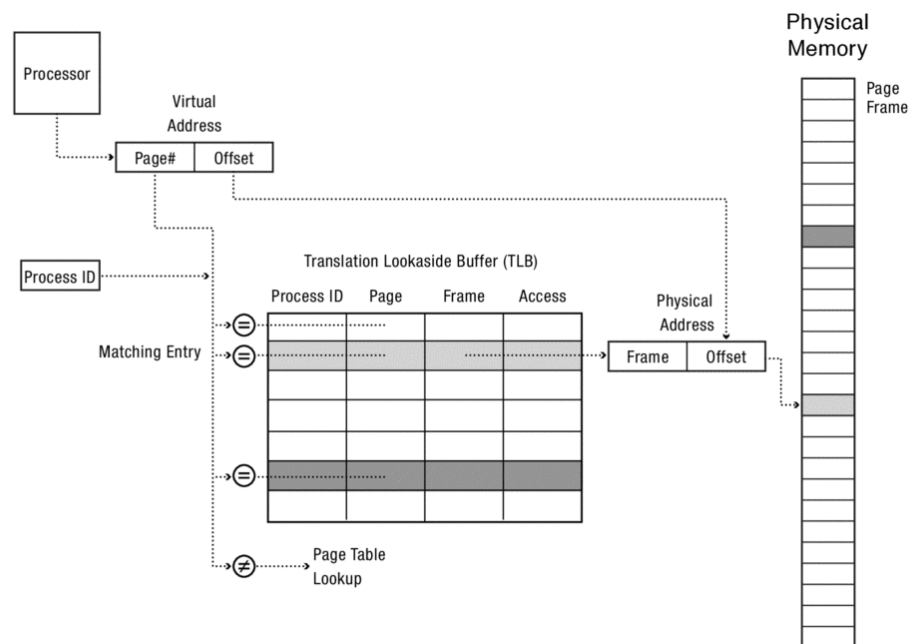 Physical
Memory
Page
Frame
Processor
Virtual
Address
Page#
Offset
Process ID
Translation Lookaside Buffer (TLB)
Process ID
Page
Frame
Access
=
=
Matching Entry
=
≠
Page Table
Lookup
Physical
Address
Frame
Offset